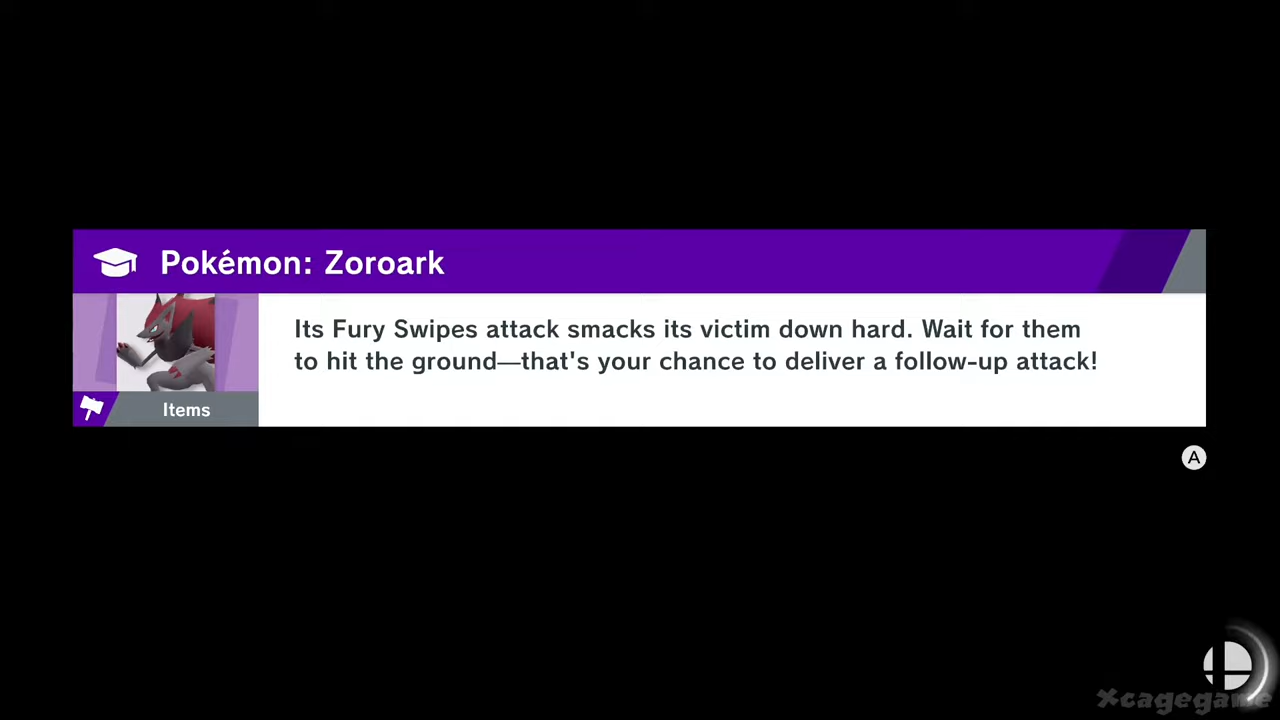 Pokémon: Zoroark
Its Fury Swipes attack smacks its victim down hard. Wait for them
to hit the ground—that's your chance to deliver a follow-up attack!
Items
A
Xcagegame